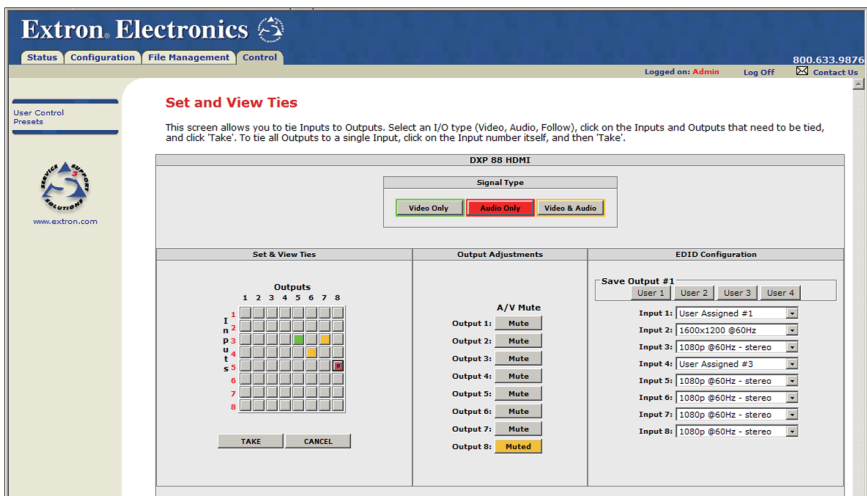 Extron® Electronics
Status Configuration File Management Control
800.633.9876
Logged on: Admin Log Off Contact Us
User Control
Presets
SERVICE SUPPORT SOLUTIONS
S3
www.extron.com
Set and View Ties
This screen allows you to tie Inputs to Outputs. Select an I/O type (Video, Audio, Follow), click on the Inputs and Outputs that need to be tied,
and click 'Take'. To tie all Outputs to a single Input, click on the Input number itself, and then 'Take'.
DXP 88 HDMI
Signal Type
Video Only Audio Only Video & Audio
Set & View Ties
Outputs
1 2 3 4 5 6 7 8
Inputs
1
2
3
4
5
6
7
8
TAKE CANCEL
Output Adjustments
A/V Mute
Output 1: Mute
Output 2: Mute
Output 3: Mute
Output 4: Mute
Output 5: Mute
Output 6: Mute
Output 7: Mute
Output 8: Muted
EDID Configuration
Save Output #1
User 1 User 2 User 3 User 4
Input 1: User Assigned #1
Input 2: 1600x1200 @60Hz
Input 3: 1080p @60Hz - stereo
Input 4: User Assigned #3
Input 5: 1080p @60Hz - stereo
Input 6: 1080p @60Hz - stereo
Input 7: 1080p @60Hz - stereo
Input 8: 1080p @60Hz - stereo